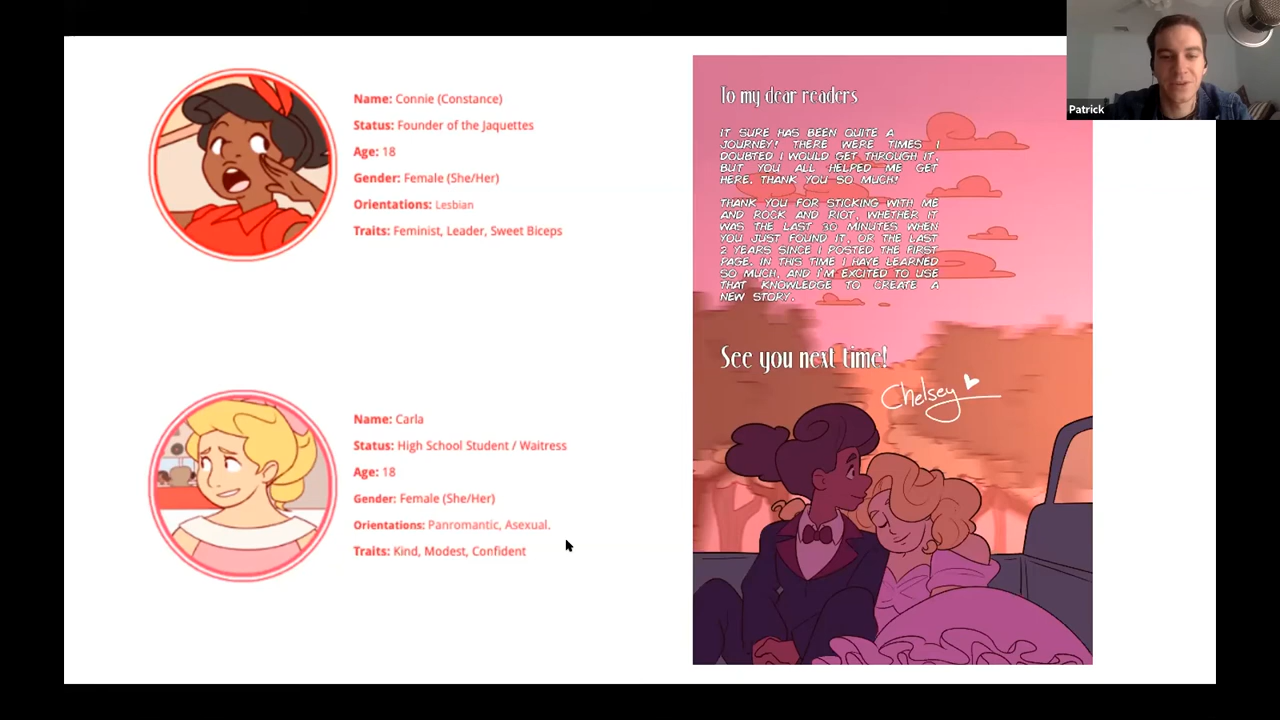 Name: Connie (Constance)
Status: Founder of the Jaquettes
Age: 18
Gender: Female (She/Her)
Orientations: Lesbian
Traits: Feminist, Leader, Sweet Biceps
Name: Carla
Status: High School Student / Waitress
Age: 18
Gender: Female (She/Her)
Orientations: Panromantic, Asexual.
Traits: Kind, Modest, Confident
To my dear readers
IT SURE HAS BEEN QUITE A
JOURNEY! THERE WERE TIMES I
DOUBTED I WOULD GET THROUGH IT,
BUT YOU ALL HELPED ME GET
HERE. THANK YOU SO MUCH!
THANK YOU FOR STICKING WITH ME
AND ROCK AND RIOT, WHETHER IT
WAS THE LAST 30 MINUTES WHEN
YOU JUST FOUND IT, OR THE LAST
2 YEARS SINCE I POSTED THE FIRST
PAGE. IN THIS TIME I HAVE LEARNED
SO MUCH, AND I'M EXCITED TO USE
THAT KNOWLEDGE TO CREATE A
NEW STORY.
See you next time!
Chelsey
Patrick